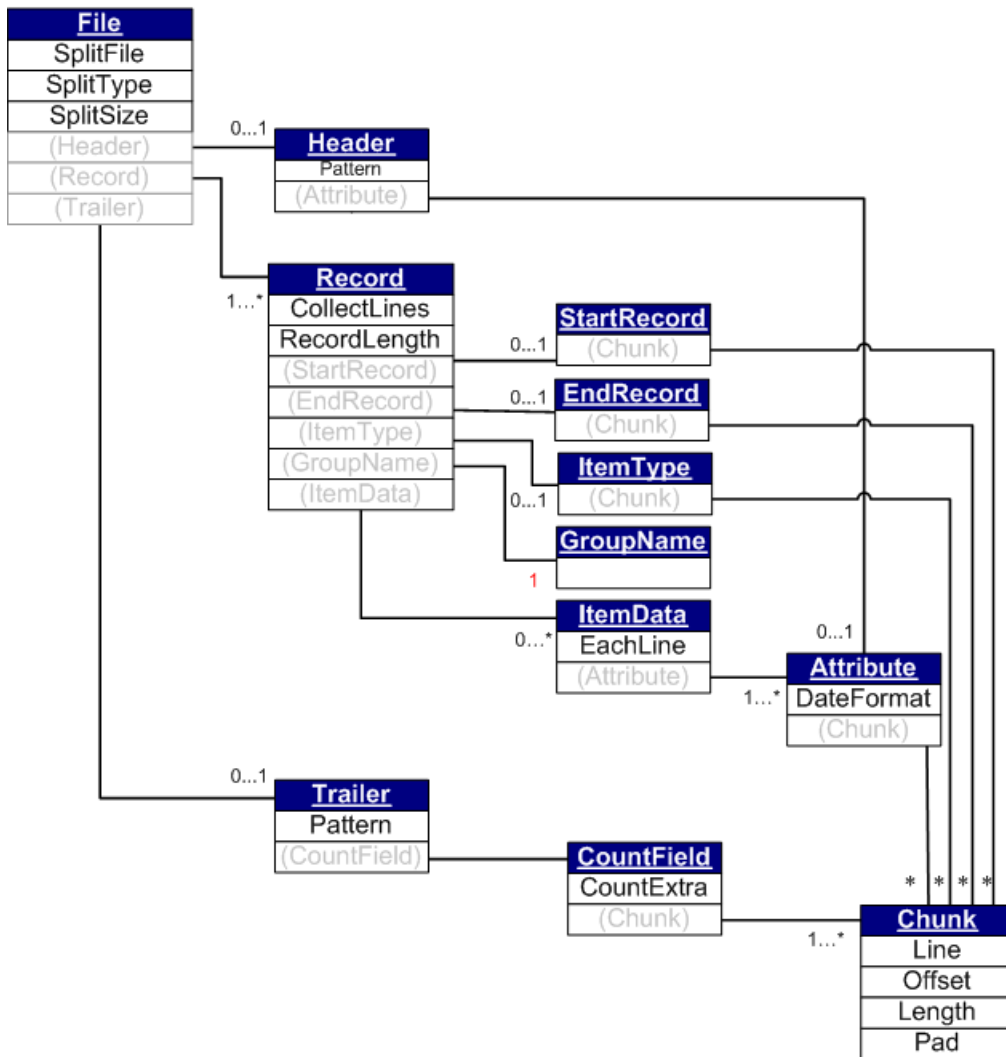 File
SplitFile
SplitType
SplitSize
(Header)
(Record)
(Trailer)
0...1
Header
Pattern
(Attribute)
1...*
Record
CollectLines
RecordLength
(StartRecord)
(EndRecord)
(ItemType)
(GroupName)
(ItemData)
0...1
StartRecord
(Chunk)
0...1
EndRecord
(Chunk)
0...1
ItemType
(Chunk)
1
GroupName
0...*
ItemData
EachLine
(Attribute)
0...1
1...*
Attribute
DateFormat
(Chunk)
0...1
Trailer
Pattern
(CountField)
CountField
CountExtra
(Chunk)
* * * *
1...*
Chunk
Line
Offset
Length
Pad